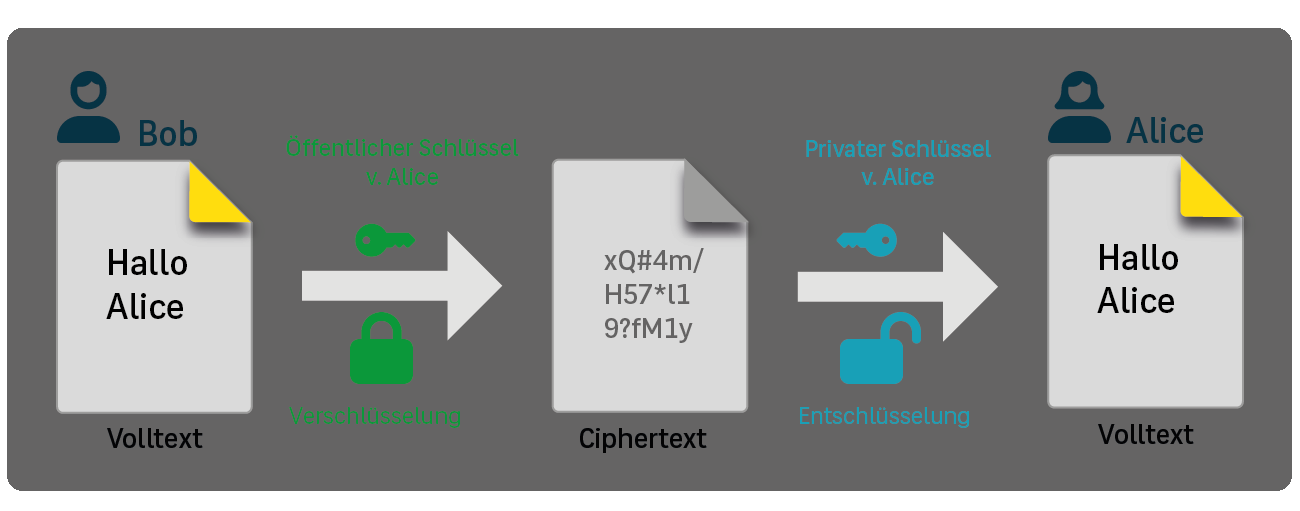 Bob
Öffentlicher Schlüssel
v. Alice
Hallo
Alice
Volltext
Verschlüsselung
xQ#4m/
H57*l1
9?fM1y
Ciphertext
Privater Schlüssel
v. Alice
Entschlüsselung
Alice
Hallo
Alice
Volltext